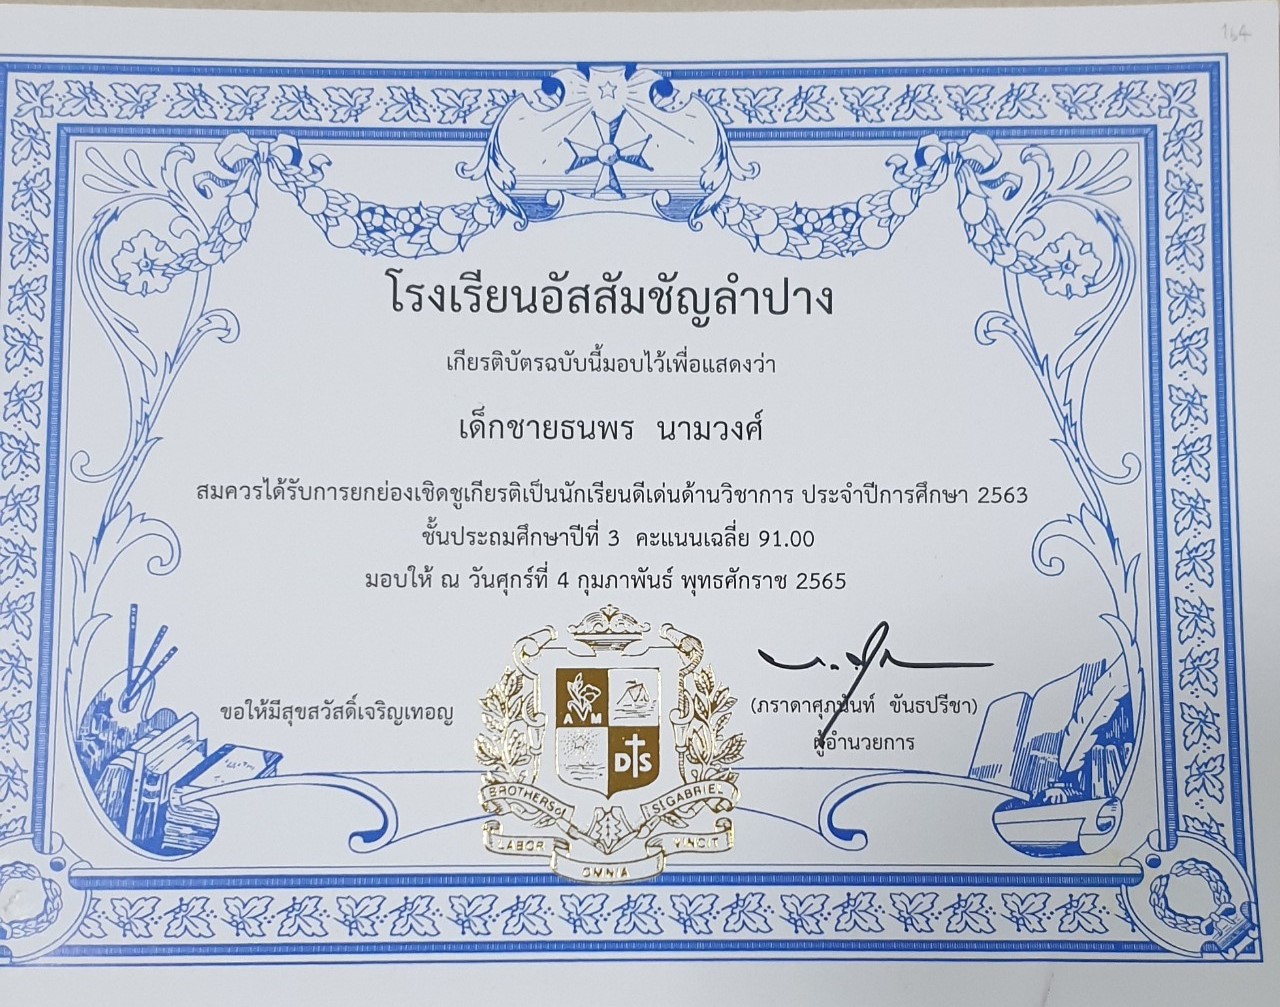 164
โรงเรียนอัสสัมชัญลำปาง
เกียรติบัตรฉบับนี้มอบไว้เพื่อแสดงว่า
เด็กชายธนพร นามวงศ์
สมควรได้รับการยกย่องเชิดชูเกียรติเป็นนักเรียนดีเด่นด้านวิชาการ ประจำปีการศึกษา 2563
ชั้นประถมศึกษาปีที่ 3 คะแนนเฉลี่ย 91.00
มอบให้ ณ วันศุกร์ที่ 4 กุมภาพันธ์ พุทธศักราช 2565
ขอให้มีสุขสวัสดิ์เจริญเทอญ
(ภราดาศุภนันท์ ขันธปรีชา)
ผู้อำนวยการ
A M
D S
BROTHERS OF ST. GABRIEL
LABOR OMNIA VINCIT